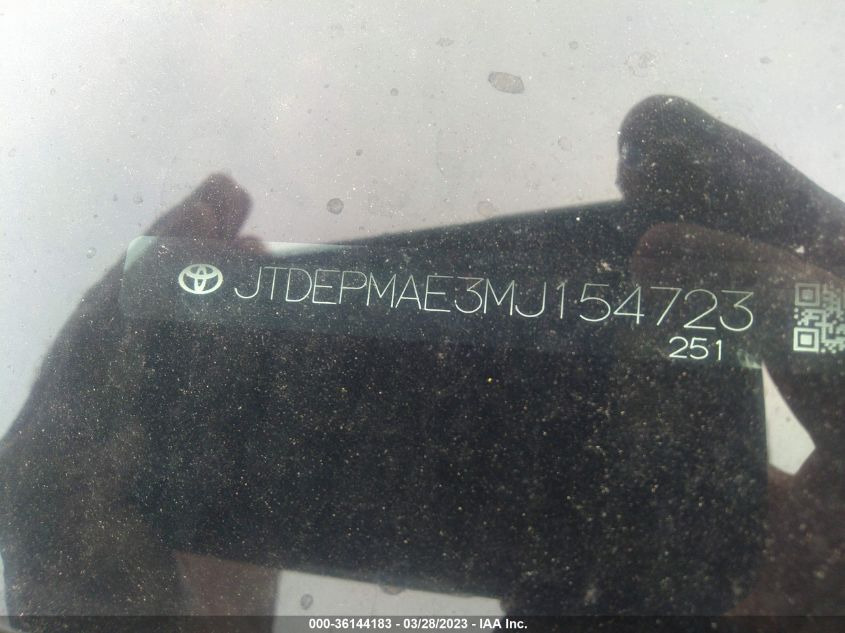 JTDEPMAE3MJ154723
251
000-36144183 - 03/28/2023 - IAA Inc.